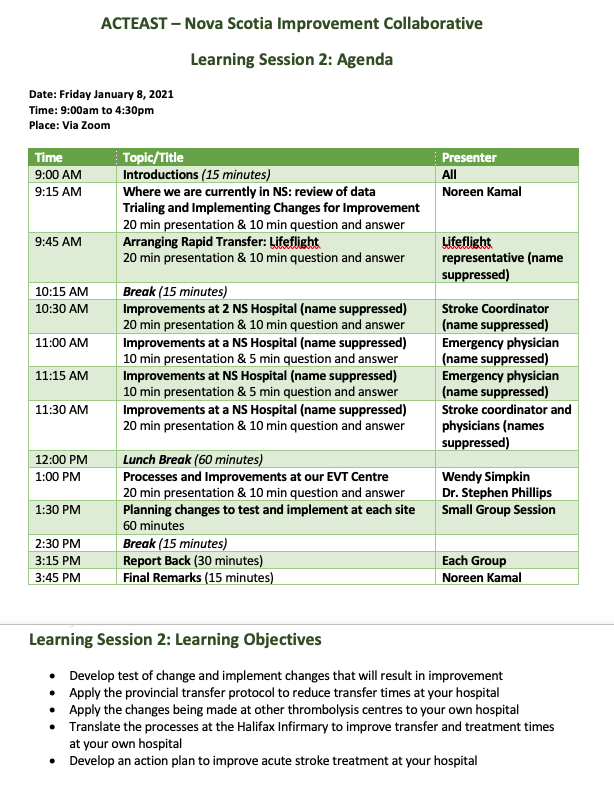 ACTEAST – Nova Scotia Improvement Collaborative
Learning Session 2: Agenda
Date: Friday January 8, 2021
Time: 9:00am to 4:30pm
Place: Via Zoom
Time Topic/Title Presenter
9:00 AM Introductions (15 minutes) All
9:15 AM Where we are currently in NS: review of data Noreen Kamal
Trialing and Implementing Changes for Improvement
20 min presentation & 10 min question and answer
9:45 AM Arranging Rapid Transfer: Lifeflight Lifeflight
20 min presentation & 10 min question and answer representative (name
suppressed)
10:15 AM Break (15 minutes)
10:30 AM Improvements at 2 NS Hospital (name suppressed) Stroke Coordinator
20 min presentation & 10 min question and answer (name suppressed)
11:00 AM Improvements at a NS Hospital (name suppressed) Emergency physician
10 min presentation & 5 min question and answer (name suppressed)
11:15 AM Improvements at NS Hospital (name suppressed) Emergency physician
10 min presentation & 5 min question and answer (name suppressed)
11:30 AM Improvements at a NS Hospital (name suppressed) Stroke coordinator and
20 min presentation & 10 min question and answer physicians (names
suppressed)
12:00 PM Lunch Break (60 minutes)
1:00 PM Processes and Improvements at our EVT Centre Wendy Simpkin
20 min presentation & 10 min question and answer Dr. Stephen Phillips
1:30 PM Planning changes to test and implement at each site Small Group Session
60 minutes
2:30 PM Break (15 minutes)
3:15 PM Report Back (30 minutes) Each Group
3:45 PM Final Remarks (15 minutes) Noreen Kamal
Learning Session 2: Learning Objectives
• Develop test of change and implement changes that will result in improvement
• Apply the provincial transfer protocol to reduce transfer times at your hospital
• Apply the changes being made at other thrombolysis centres to your own hospital
• Translate the processes at the Halifax Infirmary to improve transfer and treatment times
at your own hospital
• Develop an action plan to improve acute stroke treatment at your hospital